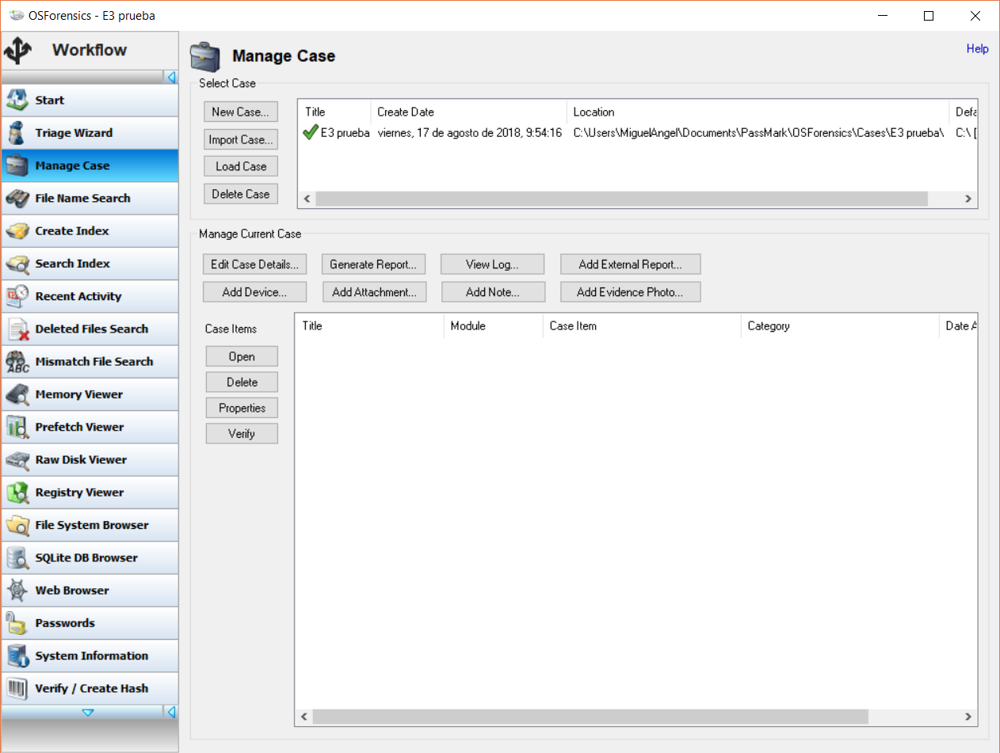 OSForensics - E3 prueba
Workflow
Start
Triage Wizard
Manage Case
File Name Search
Create Index
Search Index
Recent Activity
Deleted Files Search
Mismatch File Search
Memory Viewer
Prefetch Viewer
Raw Disk Viewer
Registry Viewer
File System Browser
SQLite DB Browser
Web Browser
Passwords
System Information
Verify / Create Hash
Manage Case
Help
Select Case
New Case...
Import Case...
Load Case
Delete Case
Title Create Date Location Defa
E3 prueba viernes, 17 de agosto de 2018, 9:54:16 C:\Users\MiguelAngel\Documents\PassMark\OSForensics\Cases\E3 prueba\ C:\ [
Manage Current Case
Edit Case Details... Generate Report... View Log... Add External Report...
Add Device... Add Attachment... Add Note... Add Evidence Photo...
Case Items
Open
Delete
Properties
Verify
Title Module Case Item Category Date A